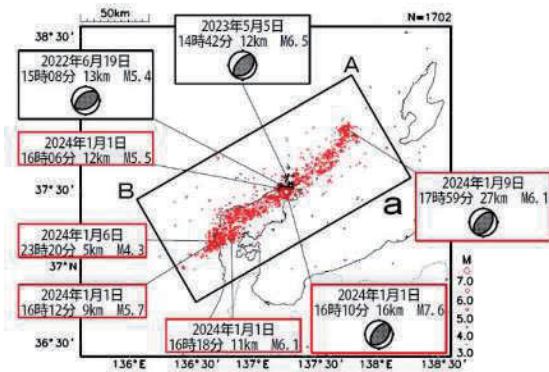 50km
N=1702
38°30'
2023年5月5日
14時42分 12km M6.5
2022年6月19日
15時08分 13km M5.4
A
2024年1月1日
16時06分 12km M5.5
37°30'
B
2024年1月9日
17時59分 27km M6.1
a
2024年1月6日
23時20分 5km M4.3
37°N
2024年1月1日
16時12分 9km M5.7
2024年1月1日
16時18分 11km M6.1
2024年1月1日
16時10分 16km M7.6
M
7.0
6.0
5.0
4.0
3.0
36°30'
136°E
136°30'
137°E
137°30'
138°E
138°30'